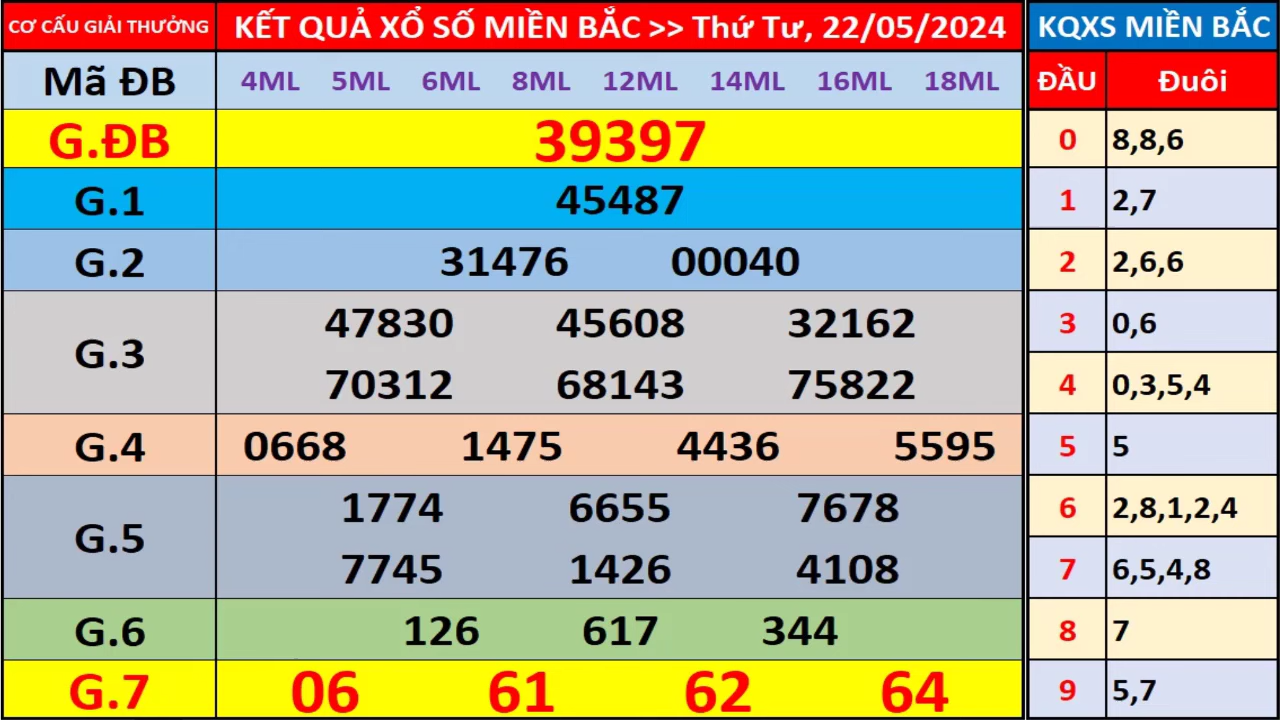 CƠ CẤU GIẢI THƯỞNG KẾT QUẢ XỔ SỐ MIỀN BẮC >> Thứ Tư, 22/05/2024
Mã ĐB 4ML 5ML 6ML 8ML 12ML 14ML 16ML 18ML
G.ĐB 39397
G.1 45487
G.2 31476 00040
G.3 47830 45608 32162
70312 68143 75822
G.4 0668 1475 4436 5595
G.5 1774 6655 7678
7745 1426 4108
G.6 126 617 344
G.7 06 61 62 64
KQXS MIỀN BẮC
ĐẦU Đuôi
0 8,8,6
1 2,7
2 2,6,6
3 0,6
4 0,3,5,4
5 5
6 2,8,1,2,4
7 6,5,4,8
8 7
9 5,7